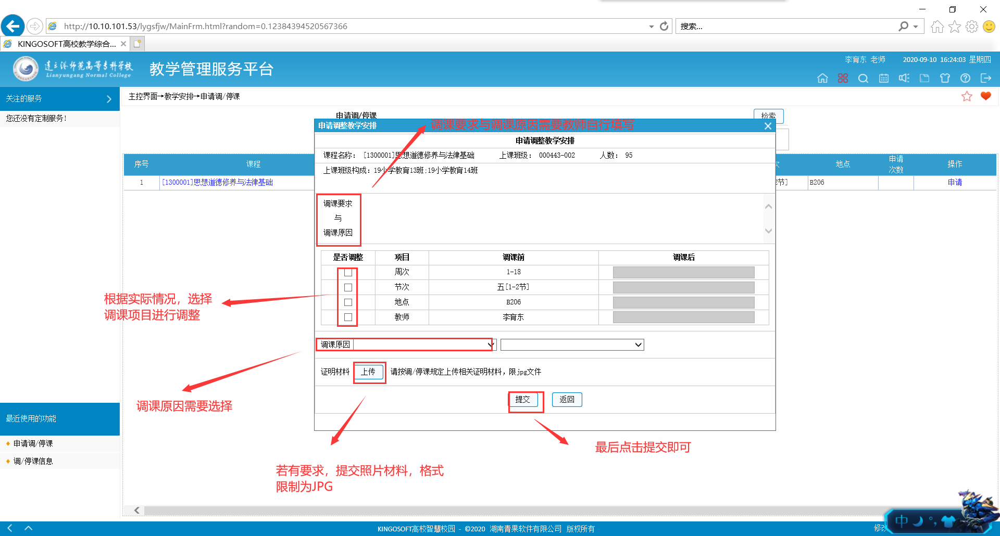 http://10.10.101.53/lygsfjw/MainFrm.html?random=0.12384394520567366
搜索...
KINGOSOFT高校教学综合...
连云港师范高等专科学校
Lianyungang Normal College
教学管理服务平台
李育东 老师
2020-09-10 16:24:03 星期四
关注的服务
您还没有定制服务!
主控界面→教学安排→申请调/停课
申请调/停课
检索
序号
课程
地点
申请
次数
操作
1
[1300001]思想道德修养与法律基础
2节]
B206
申请
申请调整教学安排
调课要求与调课原因需要教师自行填写
申请调整教学安排
课程名称： [1300001]思想道德修养与法律基础
上课班级： 000443-002
人数： 95
上课班级构成：19小学教育13班;19小学教育14班
调课要求
与
调课原因
是否调整 项目 调课前 调课后
周次 1-18
节次 五[1-2节]
地点 B206
教师 李育东
根据实际情况，选择
调课项目进行调整
调课原因
证明材料
上传
请按调/停课规定上传相关证明材料，限jpg文件
提交
返回
调课原因需要选择
最后点击提交即可
若有要求，提交照片材料，格式
限制为JPG
最近使用的功能
申请调/停课
调/停课信息
KINGOSOFT高校智慧校园 - ©2020 湖南青果软件有限公司 版权所有
修改
中